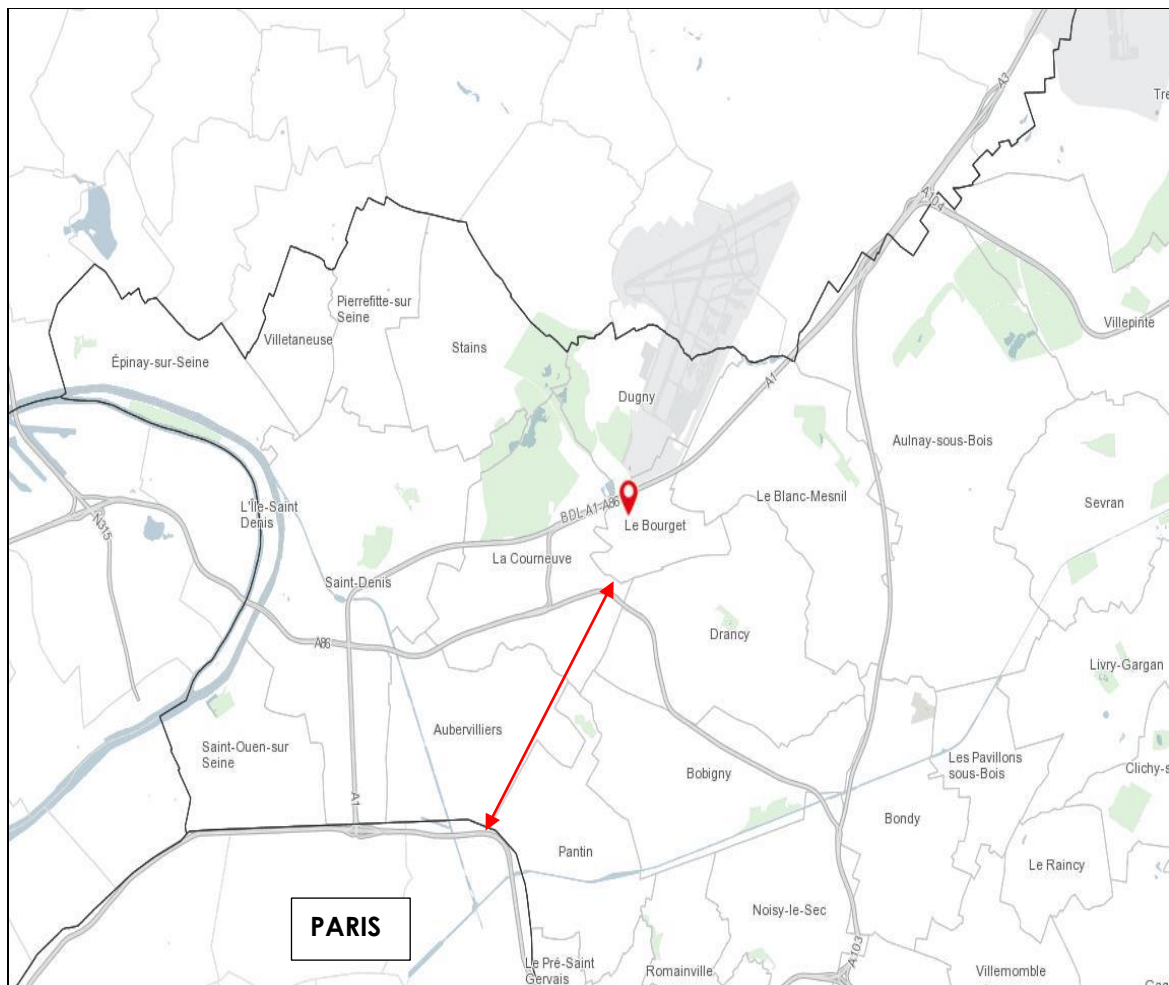 A3
Tre
A104
Pierrefitte-sur
Seine
Villetaneuse
Stains
Villepinte
Épinay-sur-Seine
A1
Dugny
Aulnay-sous-Bois
Le Blanc-Mesnil
Sevran
L'Île-Saint
Denis
N315
BDL A1-A86
Le Bourget
La Courneuve
Saint-Denis
A86
Drancy
Livry-Gargan
Aubervilliers
Saint-Ouen-sur
Seine
Bobigny
Les Pavillons
sous-Bois
Clichy-s
A1
Bondy
Pantin
Le Raincy
PARIS
Noisy-le-Sec
A103
Le Pré-Saint
Gervais
Romainville
Villemomble